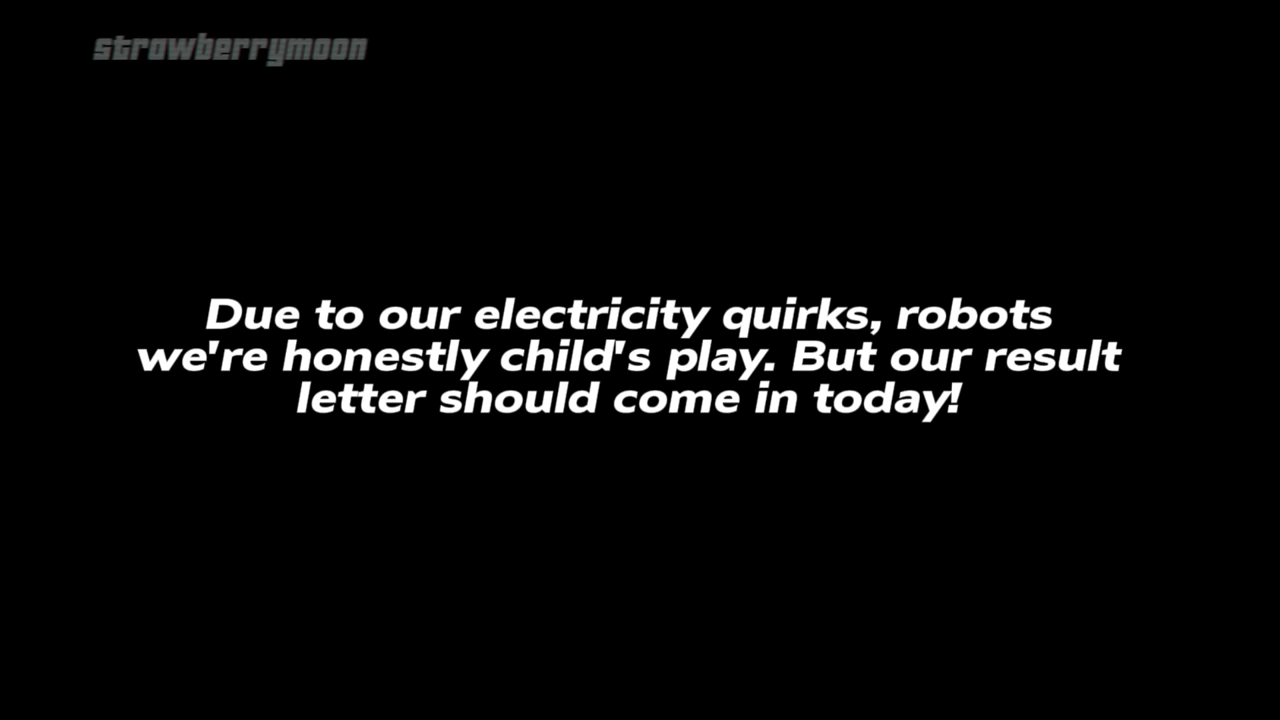 strawberrymoon
Due to our electricity quirks, robots
we're honestly child's play. But our result
letter should come in today!